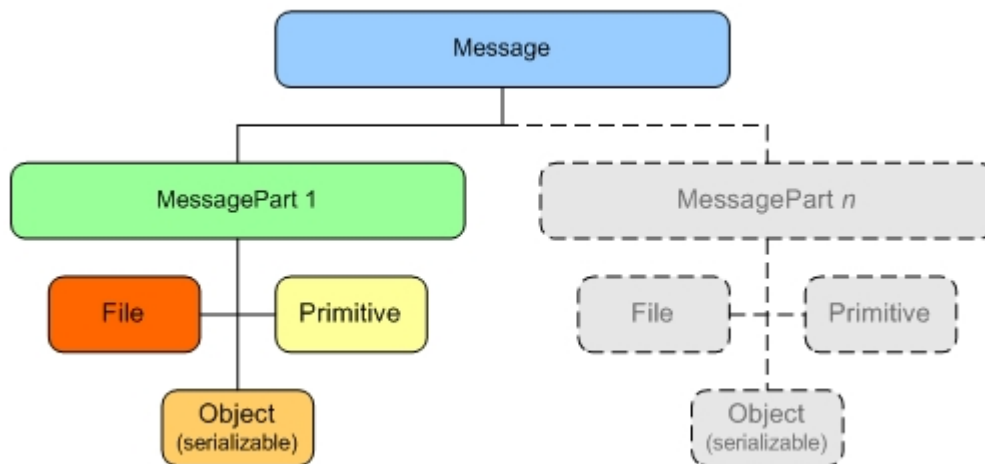 Message
MessagePart 1
MessagePart n
File
Primitive
File
Primitive
Object
(serializable)
Object
(serializable)